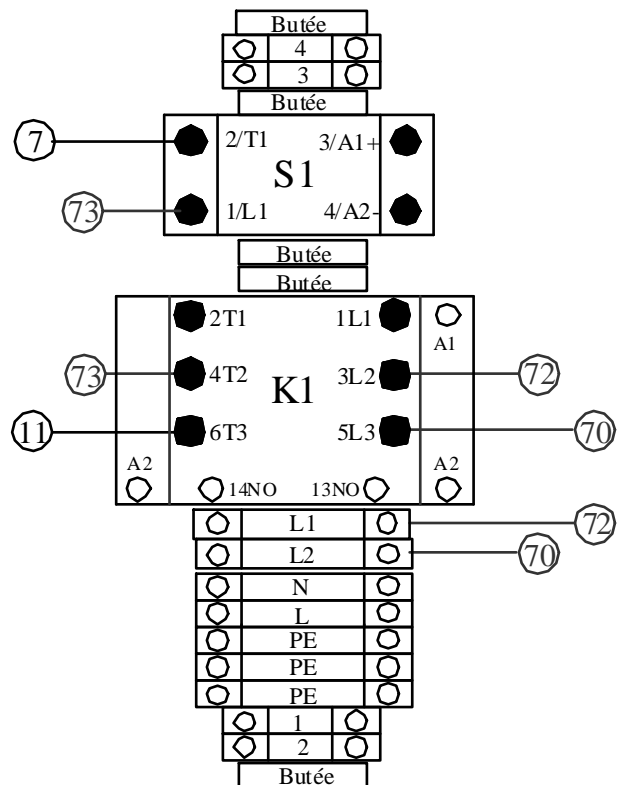 Butée
4
3
Butée
7 2/T1 3/A1+
S1
73 1/L1 4/A2-
Butée
Butée
2T1 1L1
A1
73 4T2 K1 3L2 72
11 6T3 5L3 70
A2 A2
14NO 13NO
L1 72
L2 70
N
L
PE
PE
PE
1
2
Butée